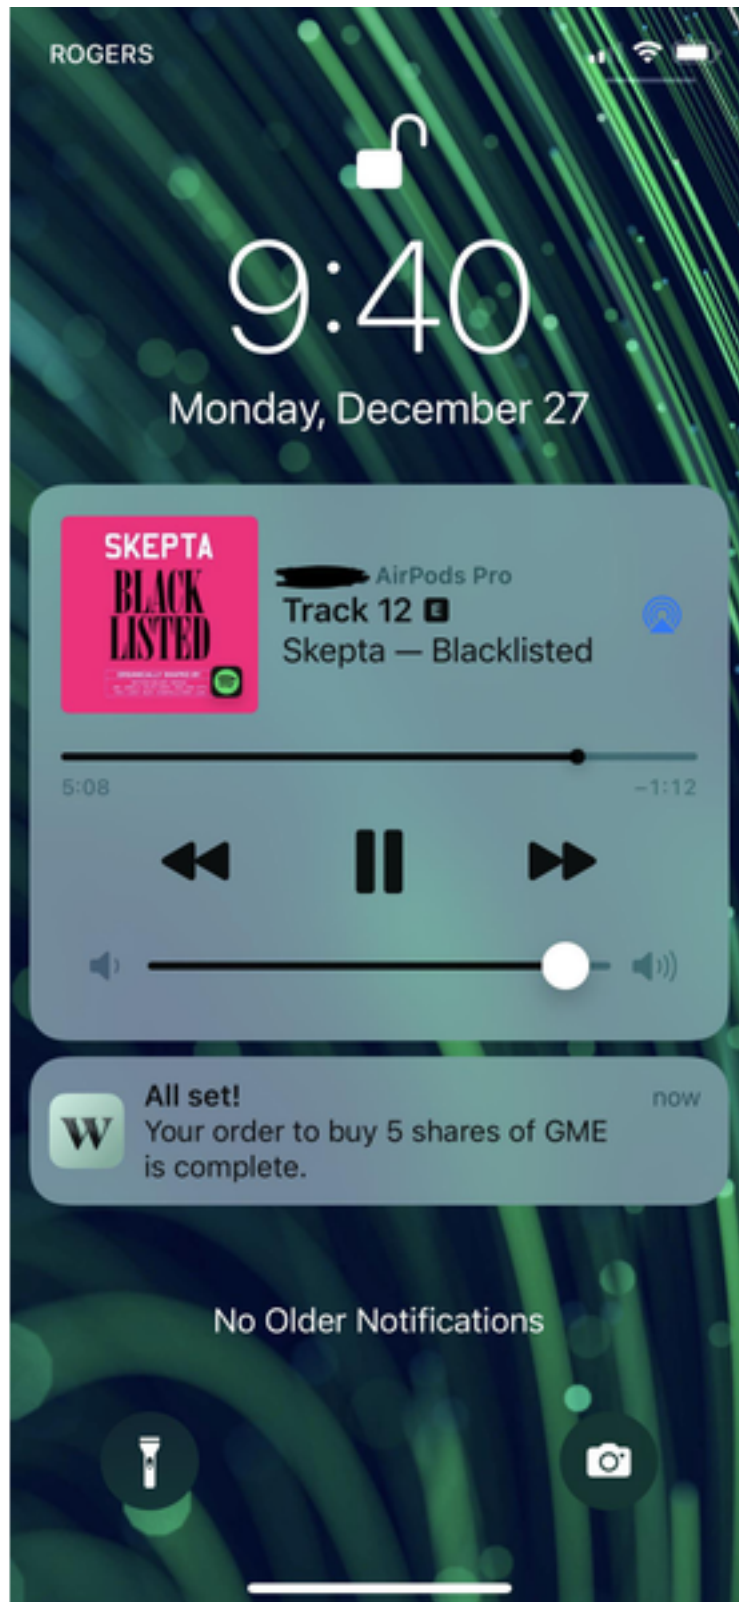 ROGERS
9:40
Monday, December 27
SKEPTA
BLACK
LISTED
AirPods Pro
Track 12 E
Skepta — Blacklisted
5:08
-1:12
W
All set!
now
Your order to buy 5 shares of GME
is complete.
No Older Notifications